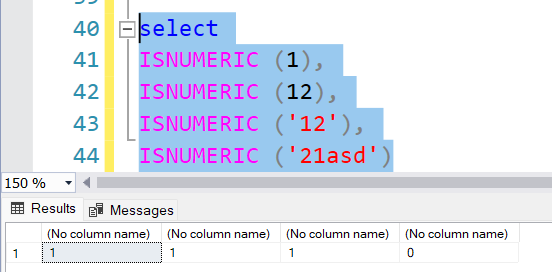 40 select
41 ISNUMERIC (1),
42 ISNUMERIC (12),
43 ISNUMERIC ('12'),
44 ISNUMERIC ('21asd')
150 %
Results Messages
(No column name) (No column name) (No column name) (No column name)
1 1 1 1 0